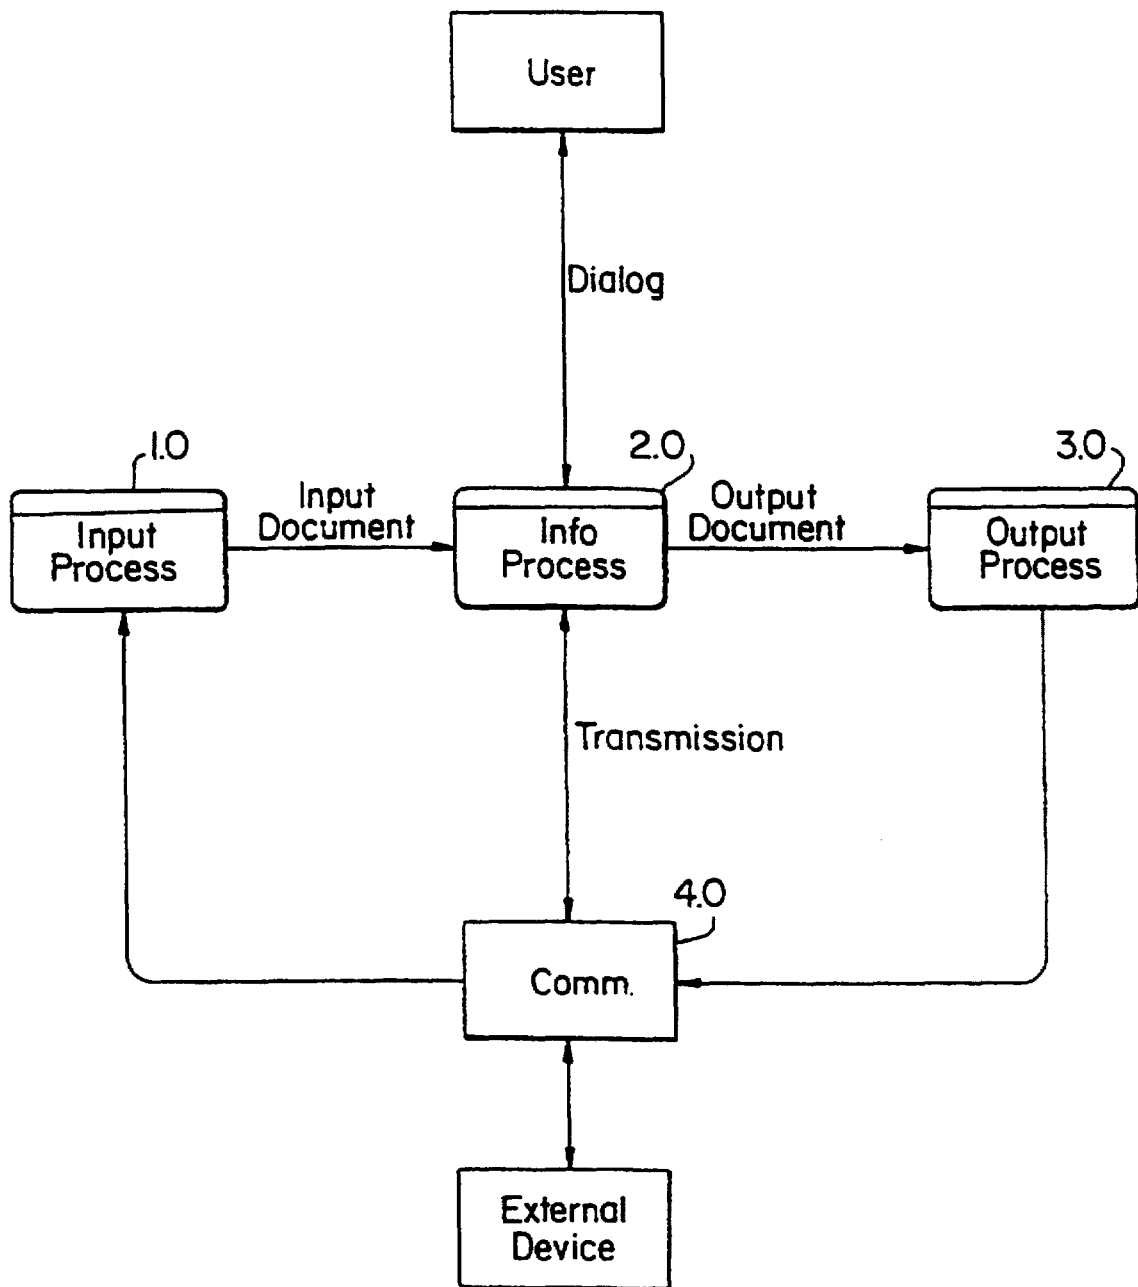 User
Dialog
1.0
2.0
3.0
Input
Document
Output
Document
Input
Process
Info
Process
Output
Process
Transmission
4.0
Comm.
External
Device